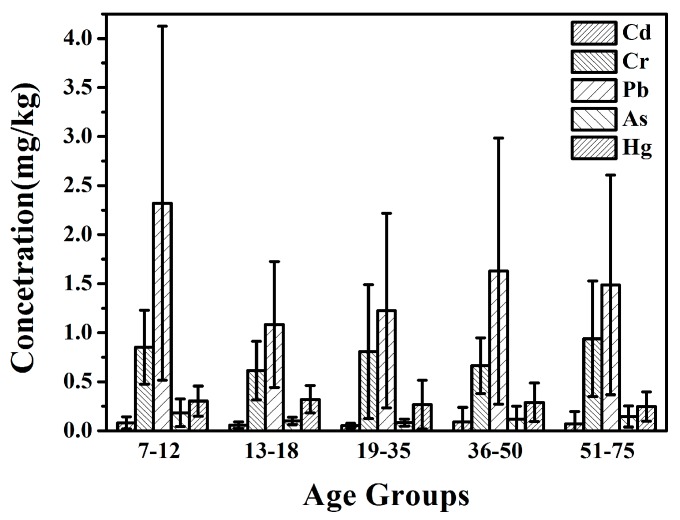 4.0
3.5
3.0
2.5
2.0
1.5
1.0
0.5
0.0
Concetration(mg/kg)
Cd
Cr
Pb
As
Hg
7-12 13-18 19-35 36-50 51-75
Age Groups